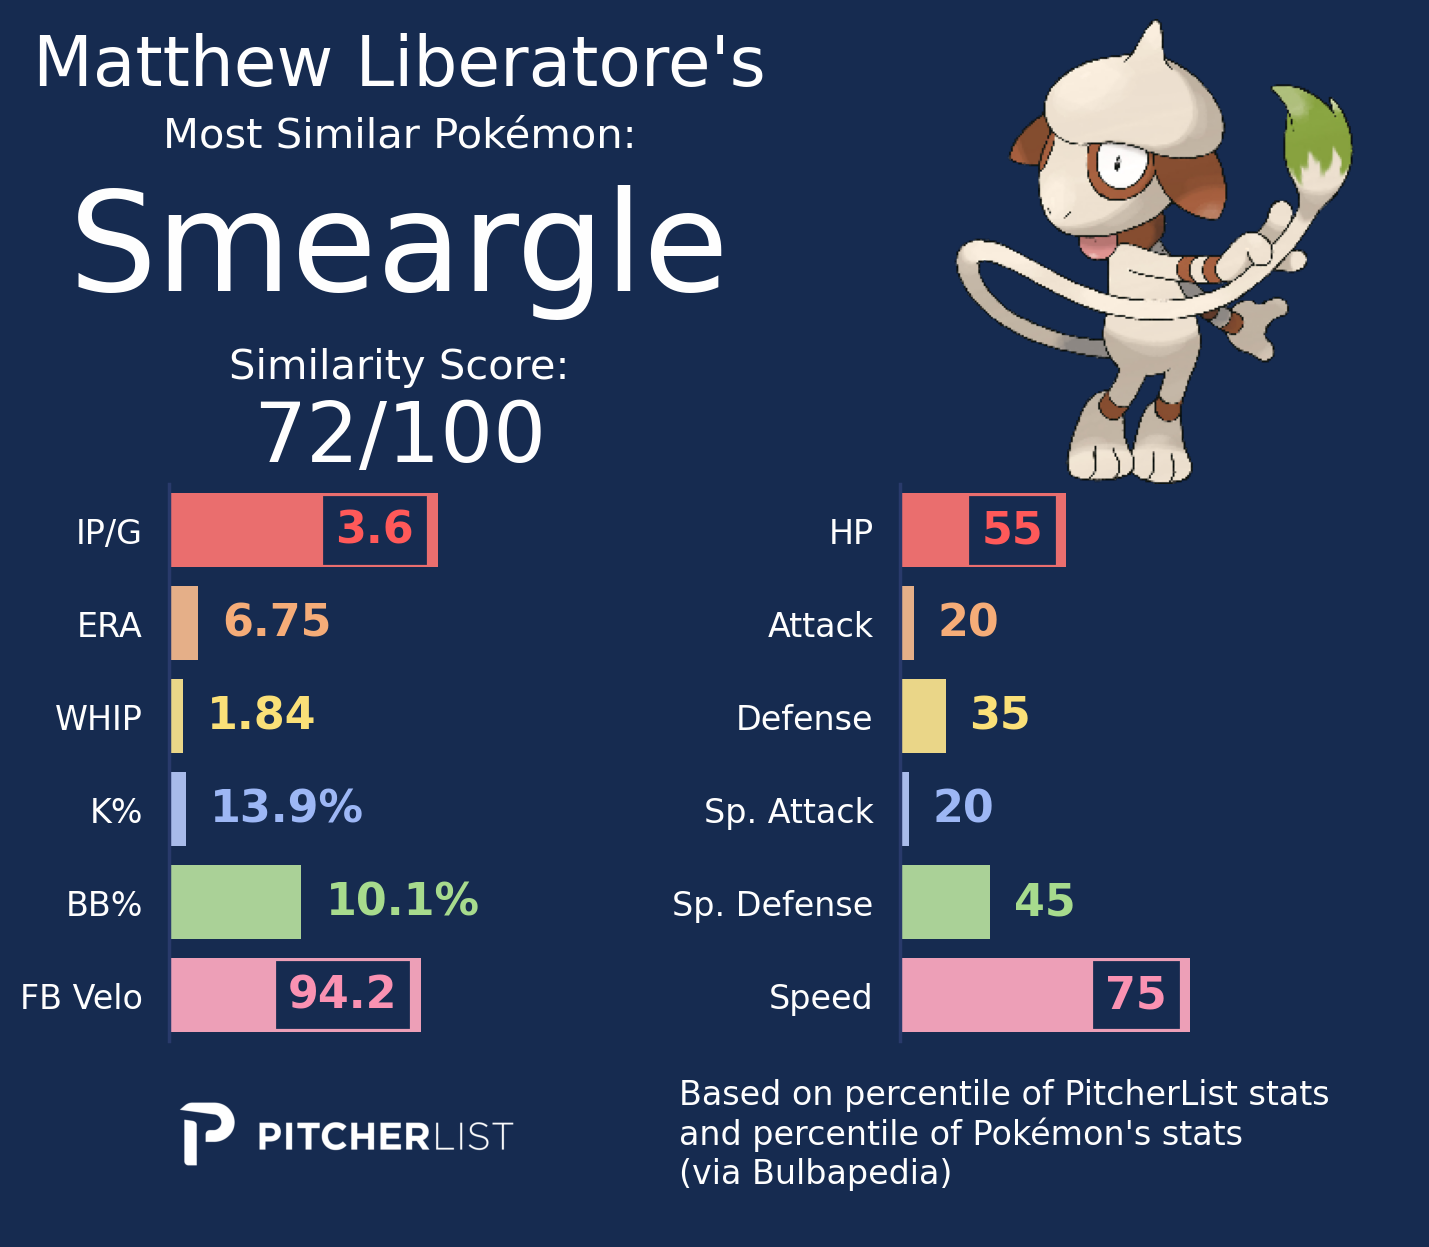 Matthew Liberatore's
Most Similar Pokémon:
Smeargle
Similarity Score:
72/100
IP/G 3.6
ERA 6.75
WHIP 1.84
K% 13.9%
BB% 10.1%
FB Velo 94.2
HP 55
Attack 20
Defense 35
Sp. Attack 20
Sp. Defense 45
Speed 75
PITCHERLIST
Based on percentile of PitcherList stats
and percentile of Pokémon's stats
(via Bulbapedia)